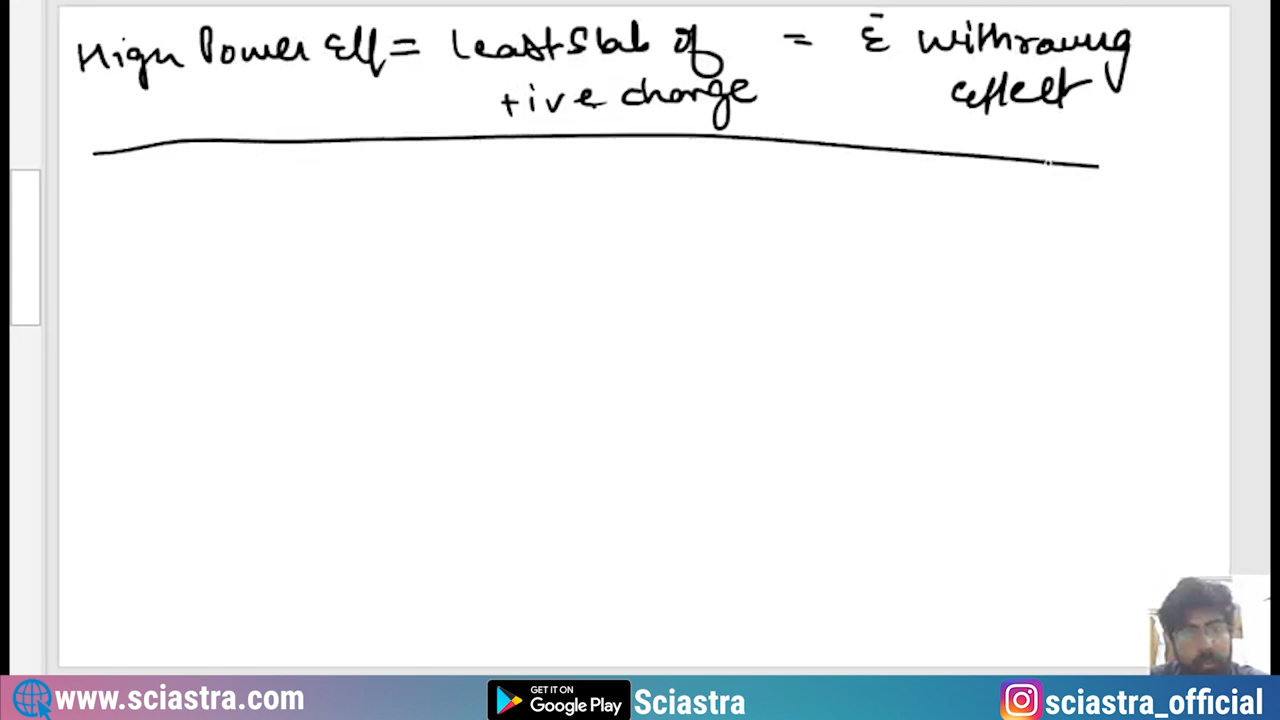 High Power Eff = least Stab of = ē withrawing
+ive charge effect
www.sciastra.com GET IT ON Google Play Sciastra sciastra_official